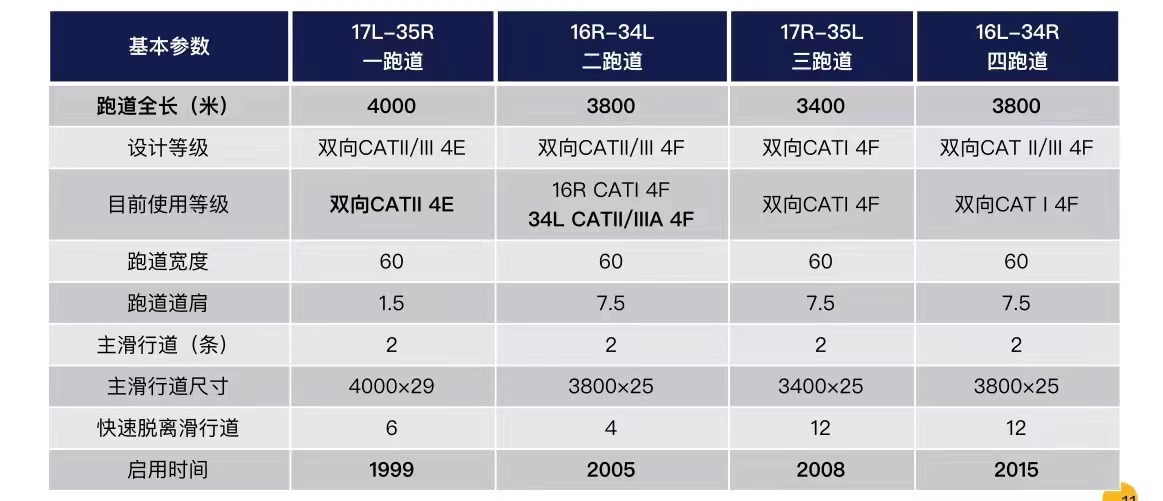 基本参数 17L-35R 16R-34L 17R-35L 16L-34R
一跑道 二跑道 三跑道 四跑道
跑道全长（米） 4000 3800 3400 3800
设计等级 双向CATII/III 4E 双向CATII/III 4F 双向CATI 4F 双向CAT II/III 4F
目前使用等级 双向CATII 4E 16R CATI 4F 双向CATI 4F 双向CAT I 4F
34L CATII/IIIA 4F
跑道宽度 60 60 60 60
跑道道肩 1.5 7.5 7.5 7.5
主滑行道（条） 2 2 2 2
主滑行道尺寸 4000×29 3800×25 3400×25 3800×25
快速脱离滑行道 6 4 12 12
启用时间 1999 2005 2008 2015
11